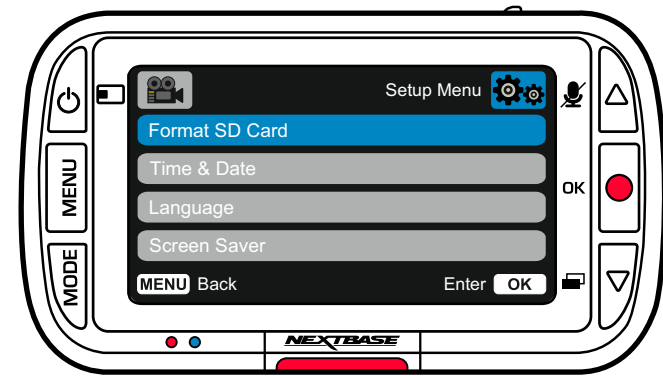 Setup Menu
Format SD Card
Time & Date
Language
Screen Saver
MENU Back Enter OK
MENU
MODE
OK
NEXTBASE